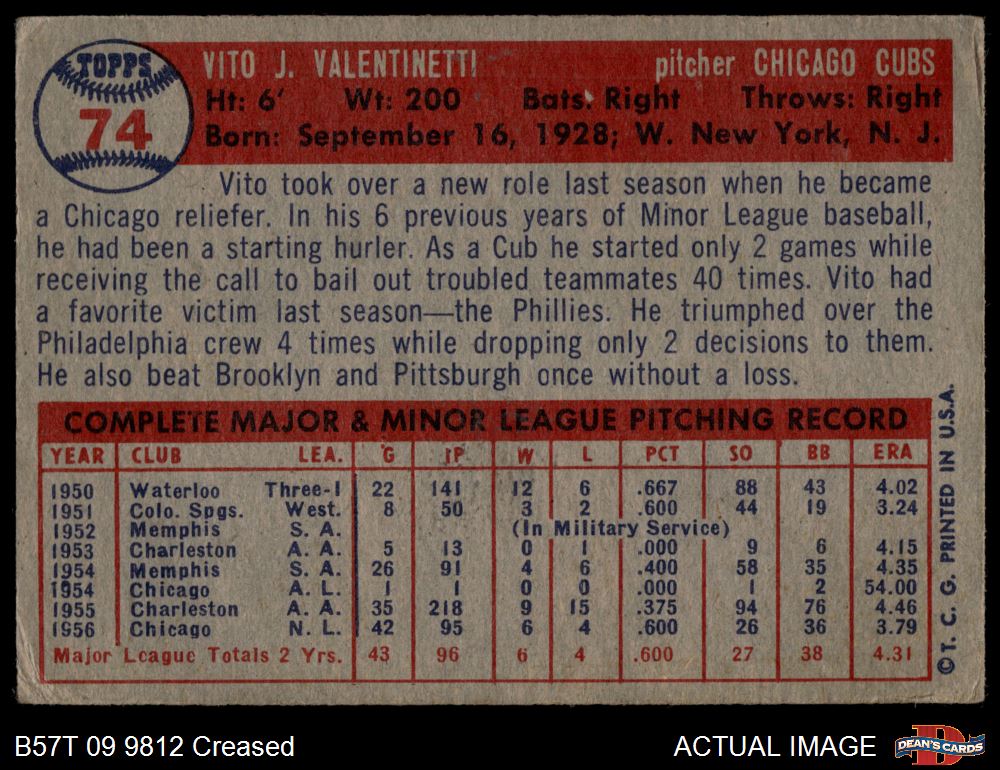 TOPPS
74
VITO J. VALENTINETTI pitcher CHICAGO CUBS
Ht: 6' Wt: 200 Bats: Right Throws: Right
Born: September 16, 1928; W. New York, N. J.
Vito took over a new role last season when he became
a Chicago reliefer. In his 6 previous years of Minor League baseball,
he had been a starting hurler. As a Cub he started only 2 games while
receiving the call to bail out troubled teammates 40 times. Vito had
a favorite victim last season—the Phillies. He triumphed over the
Philadelphia crew 4 times while dropping only 2 decisions to them.
He also beat Brooklyn and Pittsburgh once without a loss.
COMPLETE MAJOR & MINOR LEAGUE PITCHING RECORD
YEAR CLUB LEA. G IP W L PCT SO BB ERA
1950 Waterloo Three-I 22 141 12 6 .667 88 43 4.02
1951 Colo. Spgs. West. 8 50 3 2 .600 44 19 3.24
1952 Memphis S. A. (In Military Service)
1953 Charleston A. A. 5 13 0 1 .000 9 6 4.15
1954 Memphis S. A. 26 91 4 6 .400 58 35 4.35
1954 Chicago A. L. 1 1 0 0 .000 1 2 54.00
1955 Charleston A. A. 35 218 9 15 .375 94 76 4.46
1956 Chicago N. L. 42 95 6 4 .600 26 36 3.79
Major League Totals 2 Yrs. 43 96 6 4 .600 27 38 4.31
© T. C. G. PRINTED IN U.S.A.
B57T 09 9812 Creased
ACTUAL IMAGE
DEAN'S CARDS